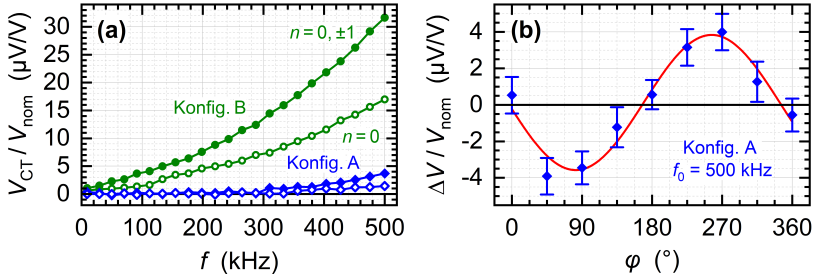 (a)
n = 0, ±1
Konfig. B
n = 0
Konfig. A
V_CT / V_nom (μV/V)
30
25
20
15
10
5
0
0 100 200 300 400 500
f (kHz)
(b)
Konfig. A
f₀ = 500 kHz
ΔV / V_nom (μV/V)
4
2
0
-2
-4
0 90 180 270 360
φ (°)